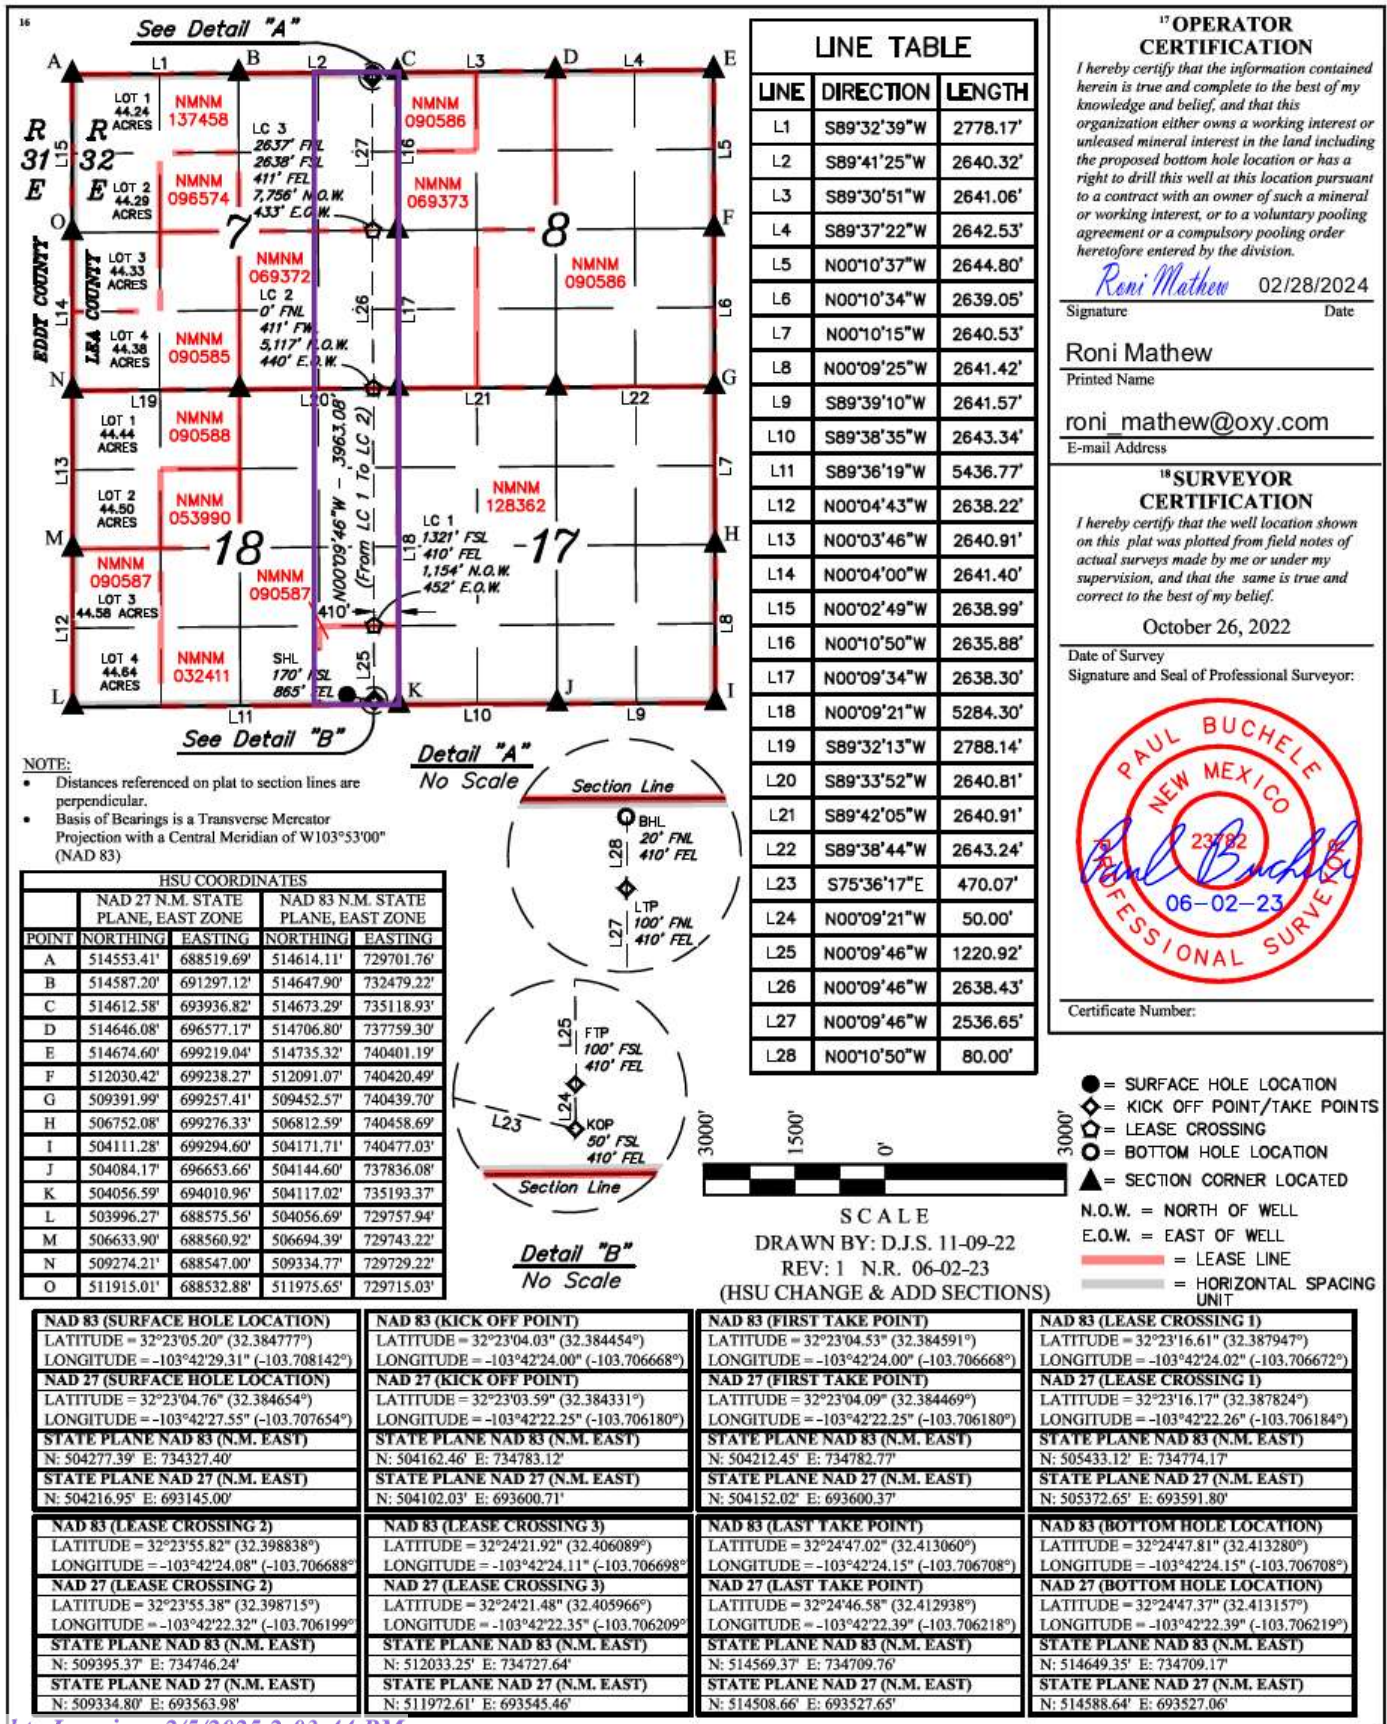 16
See Detail "A"
A
L1
B
L2
C
L3
D
L4
E
LOT 1
44.24
ACRES
NMNM
137458
LC 3
2637' FNL
2638' FSL
411' FEL
7,756' N.O.W.
433' E.O.W.
L27
L16
NMNM
090586
R R
31 32
E E
L15
L5
LOT 2
44.29
ACRES
NMNM
096574
NMNM
069373
O
7
8
F
EDDY COUNTY
LEA COUNTY
LOT 3
44.33
ACRES
NMNM
069372
NMNM
090586
LC 2
0' FNL
411' FWL
5,117' N.O.W.
440' E.O.W.
L26
L17
L14
L6
LOT 4
44.38
ACRES
NMNM
090585
N
L19
L20
L21
L22
G
LOT 1
44.44
ACRES
NMNM
090588
N00°09'46"W - 3963.08'
(From LC 1 To LC 2)
L13
L7
LOT 2
44.50
ACRES
NMNM
053990
NMNM
128362
M
18
LC 1
1321' FSL
410' FEL
1,154' N.O.W.
452' E.O.W.
L18
17
H
NMNM
090587
LOT 3
44.58 ACRES
NMNM
090587
410'
L12
L8
LOT 4
44.64
ACRES
NMNM
032411
SHL
170' FSL
865' FEL
L25
L
L11
K
L10
J
L9
I
See Detail "B"
NOTE:
• Distances referenced on plat to section lines are
perpendicular.
• Basis of Bearings is a Transverse Mercator
Projection with a Central Meridian of W103°53'00"
(NAD 83)
Detail "A"
No Scale
Section Line
BHL
20' FNL
410' FEL
L28
LTP
100' FNL
410' FEL
L27
L25
FTP
100' FSL
410' FEL
L24
L23
KOP
50' FSL
410' FEL
Section Line
Detail "B"
No Scale
HSU COORDINATES
NAD 27 N.M. STATE PLANE, EAST ZONE NAD 83 N.M. STATE PLANE, EAST ZONE
POINT NORTHING EASTING NORTHING EASTING
A 514553.41' 688519.69' 514614.11' 729701.76'
B 514587.20' 691297.12' 514647.90' 732479.22'
C 514612.58' 693936.82' 514673.29' 735118.93'
D 514646.08' 696577.17' 514706.80' 737759.30'
E 514674.60' 699219.04' 514735.32' 740401.19'
F 512030.42' 699238.27' 512091.07' 740420.49'
G 509391.99' 699257.41' 509452.57' 740439.70'
H 506752.08' 699276.33' 506812.59' 740458.69'
I 504111.28' 699294.60' 504171.71' 740477.03'
J 504084.17' 696653.66' 504144.60' 737836.08'
K 504056.59' 694010.96' 504117.02' 735193.37'
L 503996.27' 688575.56' 504056.69' 729757.94'
M 506633.90' 688560.92' 506694.39' 729743.22'
N 509274.21' 688547.00' 509334.77' 729729.22'
O 511915.01' 688532.88' 511975.65' 729715.03'
LINE TABLE
LINE DIRECTION LENGTH
L1 S89°32'39"W 2778.17'
L2 S89°41'25"W 2640.32'
L3 S89°30'51"W 2641.06'
L4 S89°37'22"W 2642.53'
L5 N00°10'37"W 2644.80'
L6 N00°10'34"W 2639.05'
L7 N00°10'15"W 2640.53'
L8 N00°09'25"W 2641.42'
L9 S89°39'10"W 2641.57'
L10 S89°38'35"W 2643.34'
L11 S89°36'19"W 5436.77'
L12 N00°04'43"W 2638.22'
L13 N00°03'46"W 2640.91'
L14 N00°04'00"W 2641.40'
L15 N00°02'49"W 2638.99'
L16 N00°10'50"W 2635.88'
L17 N00°09'34"W 2638.30'
L18 N00°09'21"W 5284.30'
L19 S89°32'13"W 2788.14'
L20 S89°33'52"W 2640.81'
L21 S89°42'05"W 2640.91'
L22 S89°38'44"W 2643.24'
L23 S75°36'17"E 470.07'
L24 N00°09'21"W 50.00'
L25 N00°09'46"W 1220.92'
L26 N00°09'46"W 2638.43'
L27 N00°09'46"W 2536.65'
L28 N00°10'50"W 80.00'
3000' 1500' 0' 3000'
SCALE
DRAWN BY: D.J.S. 11-09-22
REV: 1 N.R. 06-02-23
(HSU CHANGE & ADD SECTIONS)
17 OPERATOR
CERTIFICATION
I hereby certify that the information contained
herein is true and complete to the best of my
knowledge and belief, and that this
organization either owns a working interest or
unleased mineral interest in the land including
the proposed bottom hole location or has a
right to drill this well at this location pursuant
to a contract with an owner of such a mineral
or working interest, or to a voluntary pooling
agreement or a compulsory pooling order
heretofore entered by the division.
Roni Mathew 02/28/2024
Signature Date
Roni Mathew
Printed Name
roni_mathew@oxy.com
E-mail Address
18 SURVEYOR
CERTIFICATION
I hereby certify that the well location shown
on this plat was plotted from field notes of
actual surveys made by me or under my
supervision, and that the same is true and
correct to the best of my belief.
October 26, 2022
Date of Survey
Signature and Seal of Professional Surveyor:
PAUL BUCHELE
NEW MEXICO
23782
Paul Buchele
06-02-23
PROFESSIONAL SURVEYOR
Certificate Number:
= SURFACE HOLE LOCATION
= KICK OFF POINT/TAKE POINTS
= LEASE CROSSING
= BOTTOM HOLE LOCATION
= SECTION CORNER LOCATED
N.O.W. = NORTH OF WELL
E.O.W. = EAST OF WELL
= LEASE LINE
= HORIZONTAL SPACING
UNIT
NAD 83 (SURFACE HOLE LOCATION)
LATITUDE = 32°23'05.20" (32.384777°)
LONGITUDE = -103°42'29.31" (-103.708142°)
NAD 27 (SURFACE HOLE LOCATION)
LATITUDE = 32°23'04.76" (32.384654°)
LONGITUDE = -103°42'27.55" (-103.707654°)
STATE PLANE NAD 83 (N.M. EAST)
N: 504277.39' E: 734327.40'
STATE PLANE NAD 27 (N.M. EAST)
N: 504216.95' E: 693145.00'
NAD 83 (KICK OFF POINT)
LATITUDE = 32°23'04.03" (32.384454°)
LONGITUDE = -103°42'24.00" (-103.706668°)
NAD 27 (KICK OFF POINT)
LATITUDE = 32°23'03.59" (32.384331°)
LONGITUDE = -103°42'22.25" (-103.706180°)
STATE PLANE NAD 83 (N.M. EAST)
N: 504162.46' E: 734783.12'
STATE PLANE NAD 27 (N.M. EAST)
N: 504102.03' E: 693600.71'
NAD 83 (FIRST TAKE POINT)
LATITUDE = 32°23'04.53" (32.384591°)
LONGITUDE = -103°42'24.00" (-103.706668°)
NAD 27 (FIRST TAKE POINT)
LATITUDE = 32°23'04.09" (32.384469°)
LONGITUDE = -103°42'22.25" (-103.706180°)
STATE PLANE NAD 83 (N.M. EAST)
N: 504212.45' E: 734782.77'
STATE PLANE NAD 27 (N.M. EAST)
N: 504152.02' E: 693600.37'
NAD 83 (LEASE CROSSING 1)
LATITUDE = 32°23'16.61" (32.387947°)
LONGITUDE = -103°42'24.02" (-103.706672°)
NAD 27 (LEASE CROSSING 1)
LATITUDE = 32°23'16.17" (32.387824°)
LONGITUDE = -103°42'22.26" (-103.706184°)
STATE PLANE NAD 83 (N.M. EAST)
N: 505433.12' E: 734774.17'
STATE PLANE NAD 27 (N.M. EAST)
N: 505372.65' E: 693591.80'
NAD 83 (LEASE CROSSING 2)
LATITUDE = 32°23'55.82" (32.398838°)
LONGITUDE = -103°42'24.08" (-103.706688°
NAD 27 (LEASE CROSSING 2)
LATITUDE = 32°23'55.38" (32.398715°)
LONGITUDE = -103°42'22.32" (-103.706199°
STATE PLANE NAD 83 (N.M. EAST)
N: 509395.37' E: 734746.24'
STATE PLANE NAD 27 (N.M. EAST)
N: 509334.80' E: 693563.98'
NAD 83 (LEASE CROSSING 3)
LATITUDE = 32°24'21.92" (32.406089°)
LONGITUDE = -103°42'24.11" (-103.706698°
NAD 27 (LEASE CROSSING 3)
LATITUDE = 32°24'21.48" (32.405966°)
LONGITUDE = -103°42'22.35" (-103.706209°
STATE PLANE NAD 83 (N.M. EAST)
N: 512033.25' E: 734727.64'
STATE PLANE NAD 27 (N.M. EAST)
N: 511972.61' E: 693545.46'
NAD 83 (LAST TAKE POINT)
LATITUDE = 32°24'47.02" (32.413060°)
LONGITUDE = -103°42'24.15" (-103.706708°)
NAD 27 (LAST TAKE POINT)
LATITUDE = 32°24'46.58" (32.412938°)
LONGITUDE = -103°42'22.39" (-103.706218°)
STATE PLANE NAD 83 (N.M. EAST)
N: 514569.37' E: 734709.76'
STATE PLANE NAD 27 (N.M. EAST)
N: 514508.66' E: 693527.65'
NAD 83 (BOTTOM HOLE LOCATION)
LATITUDE = 32°24'47.81" (32.413280°)
LONGITUDE = -103°42'24.15" (-103.706708°)
NAD 27 (BOTTOM HOLE LOCATION)
LATITUDE = 32°24'47.37" (32.413157°)
LONGITUDE = -103°42'22.39" (-103.706219°)
STATE PLANE NAD 83 (N.M. EAST)
N: 514649.35' E: 734709.17'
STATE PLANE NAD 27 (N.M. EAST)
N: 514588.64' E: 693527.06'